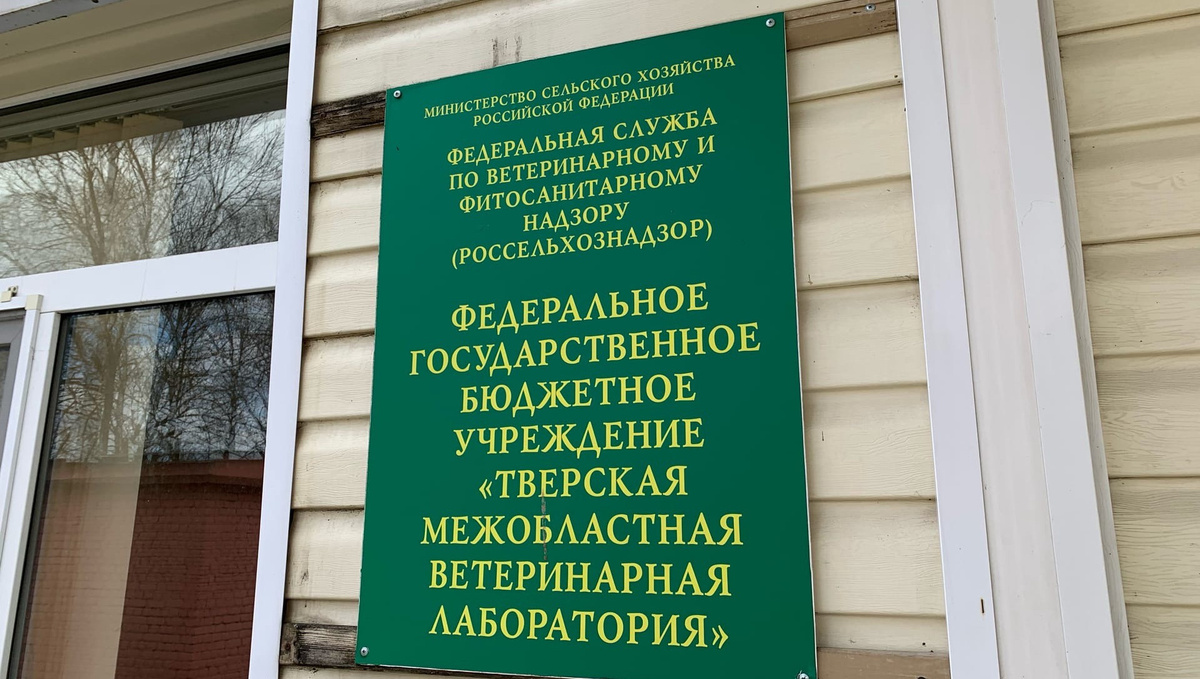 МИНИСТЕРСТВО СЕЛЬСКОГО ХОЗЯЙСТВА
РОССИЙСКОЙ ФЕДЕРАЦИИ
ФЕДЕРАЛЬНАЯ СЛУЖБА
ПО ВЕТЕРИНАРНОМУ И
ФИТОСАНИТАРНОМУ
НАДЗОРУ
(РОССЕЛЬХОЗНАДЗОР)
ФЕДЕРАЛЬНОЕ
ГОСУДАРСТВЕННОЕ
БЮДЖЕТНОЕ
УЧРЕЖДЕНИЕ
«ТВЕРСКАЯ
МЕЖОБЛАСТНАЯ
ВЕТЕРИНАРНАЯ
ЛАБОРАТОРИЯ»